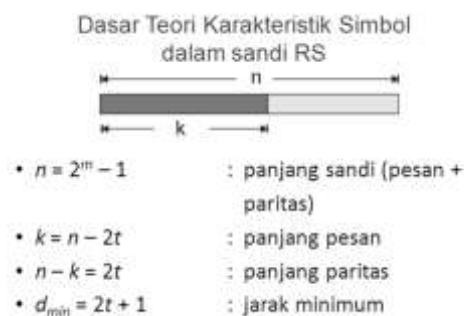 Dasar Teori Karakteristik Simbol
dalam sandi RS
n
k
• n = 2ᵐ – 1 : panjang sandi (pesan +
paritas)
• k = n – 2t : panjang pesan
• n – k = 2t : panjang paritas
• dₘᵢₙ = 2t + 1 : jarak minimum